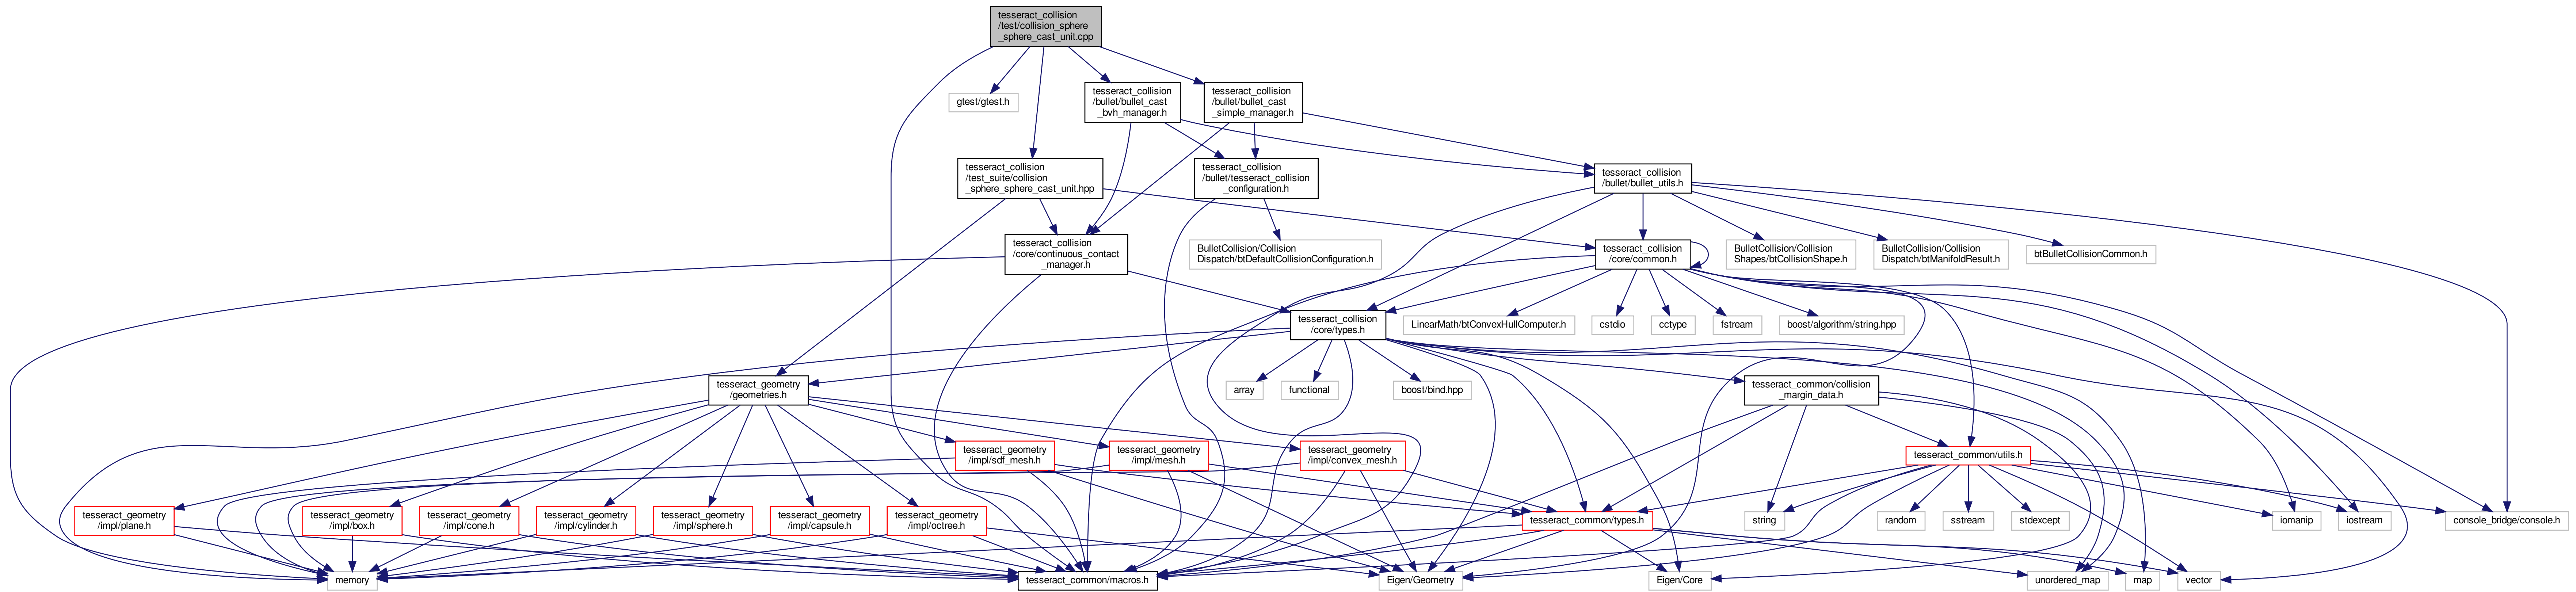 tesseract_collision
/test/collision_sphere
_sphere_cast_unit.cpp
gtest/gtest.h
tesseract_collision
/bullet/bullet_cast
_bvh_manager.h
tesseract_collision
/bullet/bullet_cast
_simple_manager.h
tesseract_collision
/test_suite/collision
_sphere_sphere_cast_unit.hpp
tesseract_collision
/bullet/tesseract_collision
_configuration.h
tesseract_collision
/bullet/bullet_utils.h
tesseract_collision
/core/continuous_contact
_manager.h
BulletCollision/Collision
Dispatch/btDefaultCollisionConfiguration.h
tesseract_collision
/core/common.h
BulletCollision/Collision
Shapes/btCollisionShape.h
BulletCollision/Collision
Dispatch/btManifoldResult.h
btBulletCollisionCommon.h
tesseract_collision
/core/types.h
LinearMath/btConvexHullComputer.h
cstdio
cctype
fstream
boost/algorithm/string.hpp
tesseract_geometry
/geometries.h
array
functional
boost/bind.hpp
tesseract_common/collision
_margin_data.h
tesseract_geometry
/impl/sdf_mesh.h
tesseract_geometry
/impl/mesh.h
tesseract_geometry
/impl/convex_mesh.h
tesseract_common/utils.h
tesseract_geometry
/impl/plane.h
tesseract_geometry
/impl/box.h
tesseract_geometry
/impl/cone.h
tesseract_geometry
/impl/cylinder.h
tesseract_geometry
/impl/sphere.h
tesseract_geometry
/impl/capsule.h
tesseract_geometry
/impl/octree.h
tesseract_common/types.h
string
random
sstream
stdexcept
iomanip
iostream
console_bridge/console.h
memory
tesseract_common/macros.h
Eigen/Geometry
Eigen/Core
unordered_map
map
vector